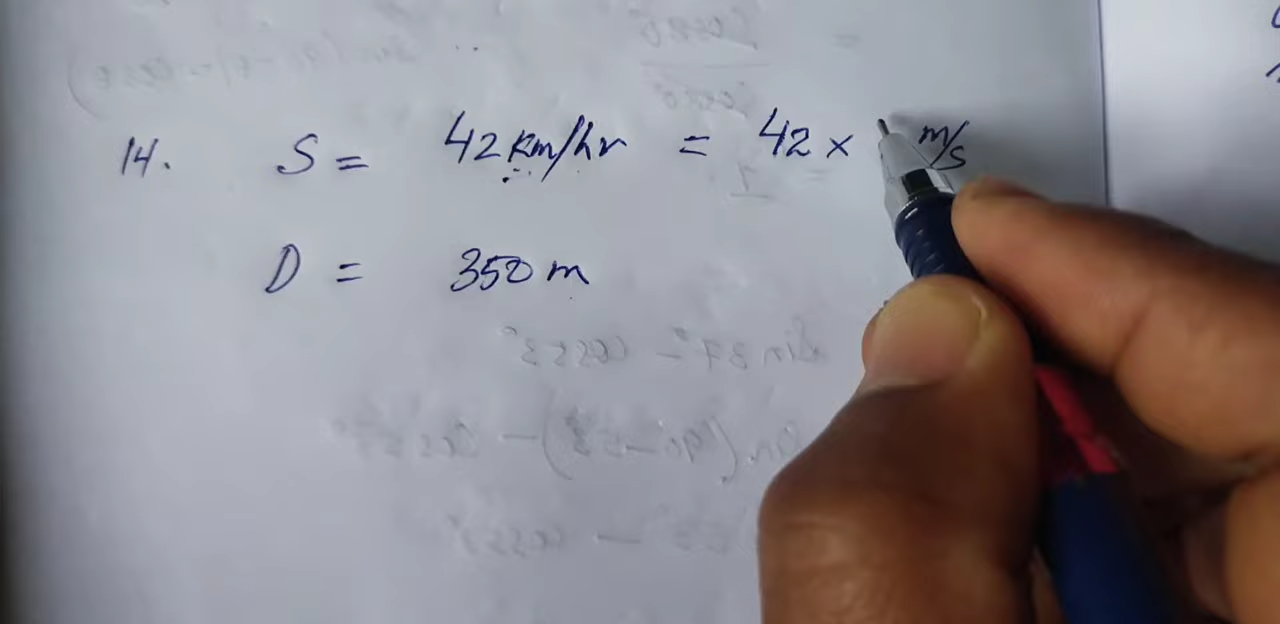 14. S = 42 km/hr = 42 × m/s
D = 350 m